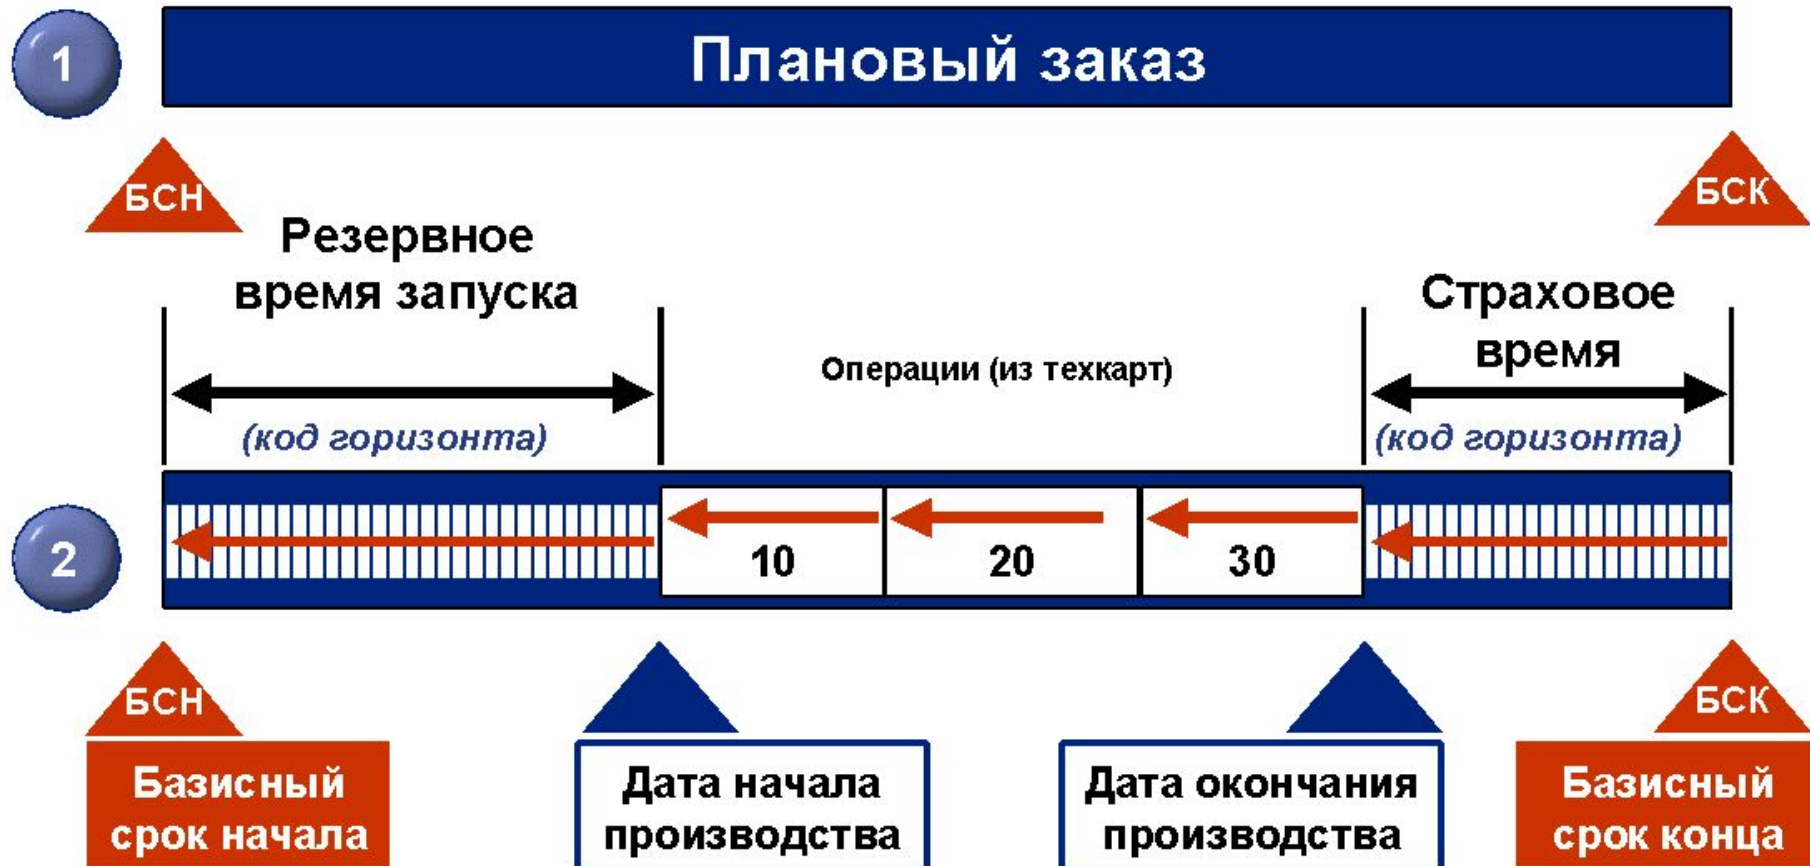 1
Плановый заказ
БСН
БСК
Резервное
время запуска
Страховое
время
Операции (из техкарт)
(код горизонта)
(код горизонта)
2
10
20
30
БСН
БСК
Базисный
срок начала
Дата начала
производства
Дата окончания
производства
Базисный
срок конца